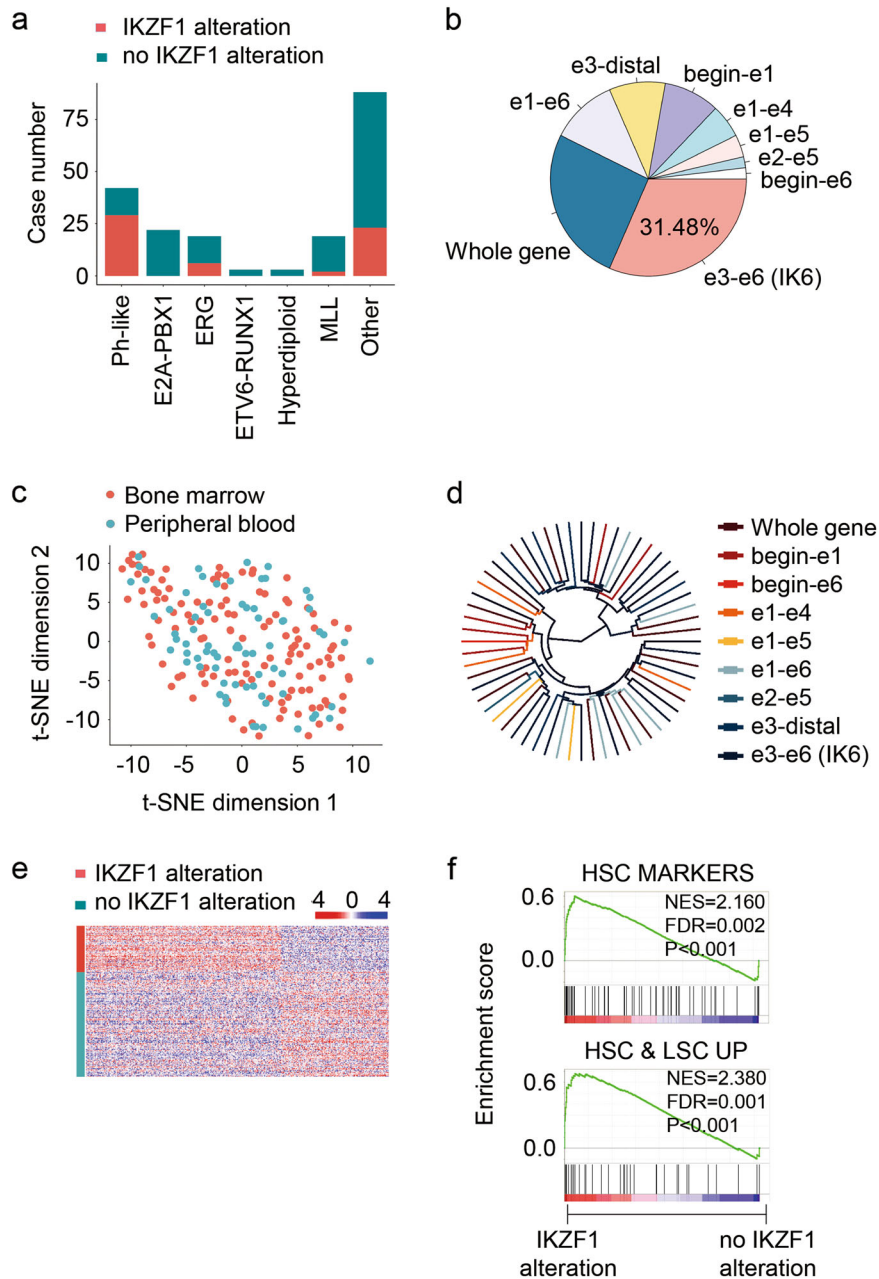 a
IKZF1 alteration
no IKZF1 alteration
Case number
75
50
25
0
Ph-like
E2A-PBX1
ERG
ETV6-RUNX1
Hyperdiploid
MLL
Other
b
e3-distal
begin-e1
e1-e6
e1-e4
e1-e5
e2-e5
begin-e6
31.48%
Whole gene
e3-e6 (IK6)
c
Bone marrow
Peripheral blood
t-SNE dimension 2
10
5
0
-5
-10
-10 -5 0 5 10
t-SNE dimension 1
d
Whole gene
begin-e1
begin-e6
e1-e4
e1-e5
e1-e6
e2-e5
e3-distal
e3-e6 (IK6)
e
IKZF1 alteration
no IKZF1 alteration
4 0 4
f
HSC MARKERS
Enrichment score
0.6
0.0
NES=2.160
FDR=0.002
P<0.001
HSC & LSC UP
0.6
0.0
NES=2.380
FDR=0.001
P<0.001
IKZF1
alteration
no IKZF1
alteration